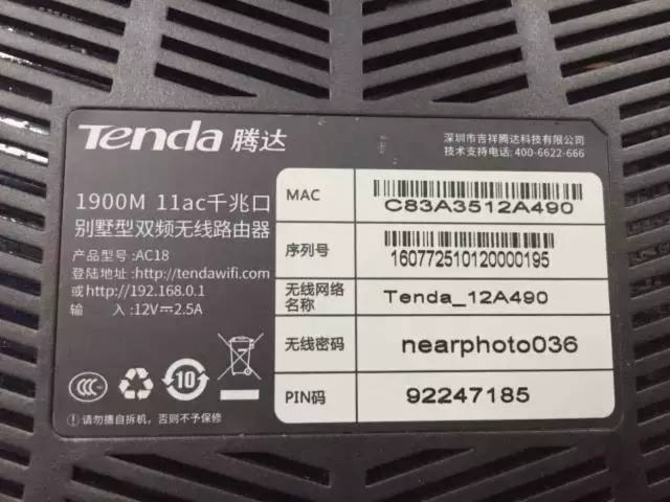 Tenda 腾达
深圳市吉祥腾达科技有限公司
技术支持电话: 400-6622-666
1900M 11ac千兆口
别墅型双频无线路由器
产品型号:AC18
登陆地址:http://tendawifi.com
或http://192.168.0.1
输 入:12V⎓2.5A
MAC
C83A3512A490
序列号
160772510120000195
无线网络
名称
Tenda_12A490
无线密码
nearphoto036
PIN码
92247185
CCC
10
!请勿擅自拆机，否则不予保修